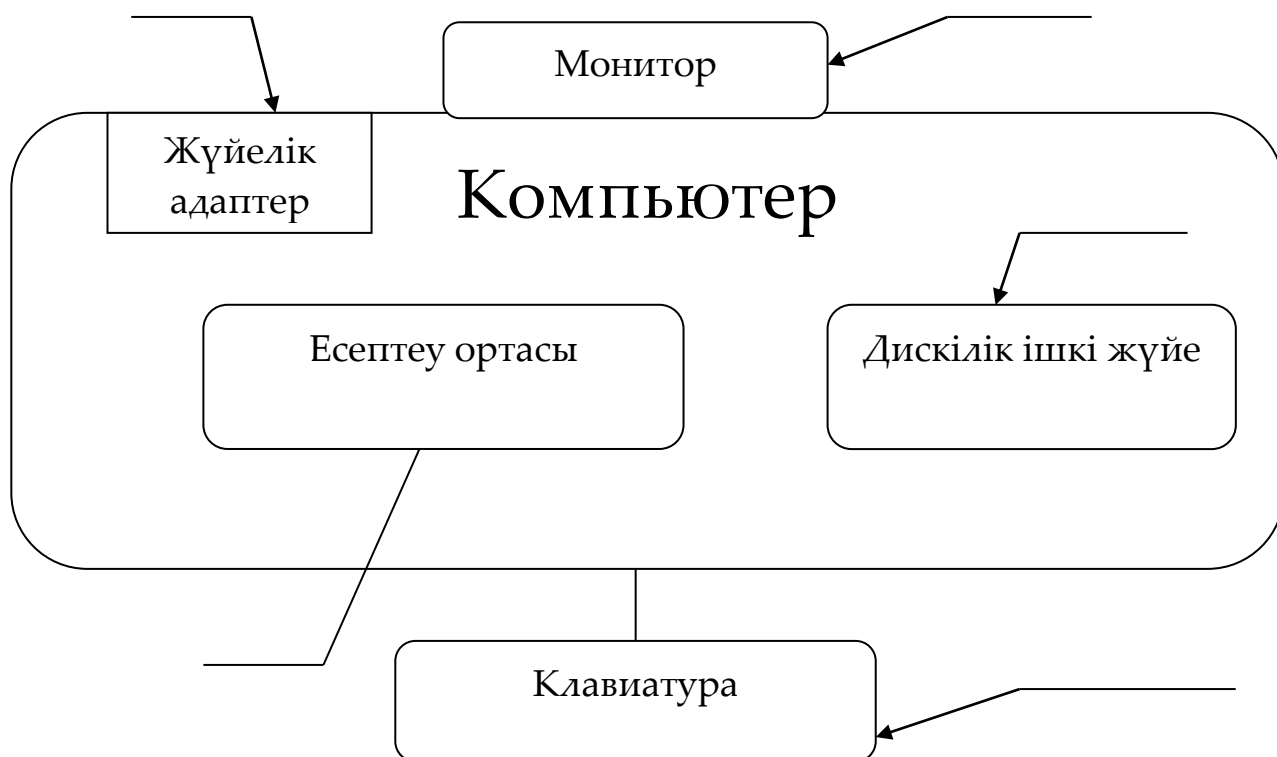 Монитор
Жүйелік
адаптер
Компьютер
Есептеу ортасы
Дискілік ішкі жүйе
Клавиатура